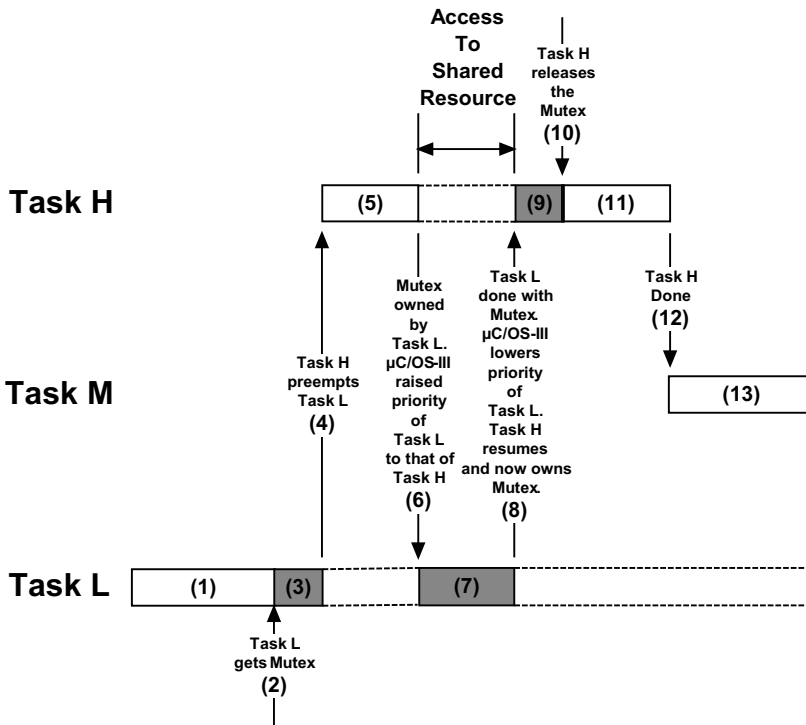 Access
To
Shared
Resource
Task H
releases
the
Mutex
(10)
Task H
(5)
(9)
(11)
Task H
preempts
Task L
(4)
Mutex
owned
by
Task L.
µC/OS-III
raised
priority
of
Task L
to that of
Task H
(6)
Task L
done with
Mutex.
µC/OS-III
lowers
priority
of
Task L.
Task H
resumes
and now owns
Mutex.
(8)
Task H
Done
(12)
Task M
(13)
Task L
(1)
(3)
(7)
Task L
gets Mutex
(2)